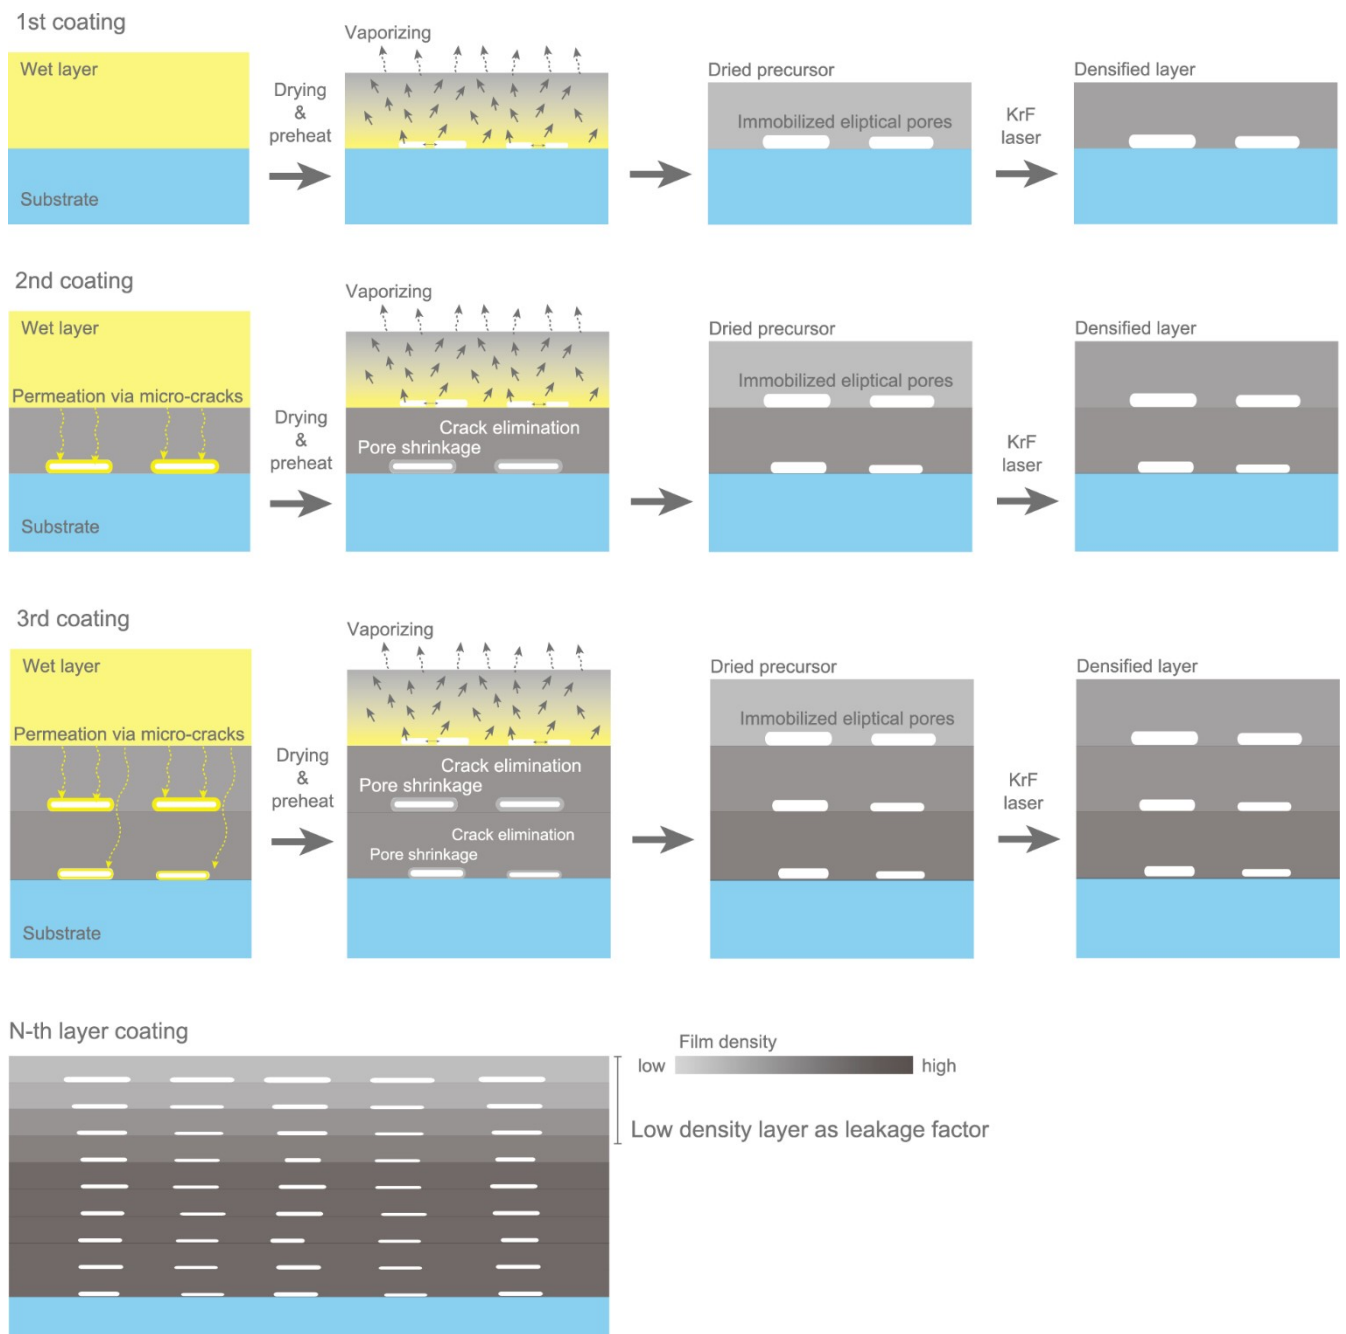 1st coating
Wet layer
Substrate
Drying
&
preheat
Vaporizing
Dried precursor
Immobilized eliptical pores
KrF
laser
Densified layer
2nd coating
Wet layer
Permeation via micro-cracks
Substrate
Drying
&
preheat
Vaporizing
Crack elimination
Pore shrinkage
Dried precursor
Immobilized eliptical pores
KrF
laser
Densified layer
3rd coating
Wet layer
Permeation via micro-cracks
Substrate
Drying
&
preheat
Vaporizing
Crack elimination
Pore shrinkage
Crack elimination
Pore shrinkage
Dried precursor
Immobilized eliptical pores
KrF
laser
Densified layer
N-th layer coating
Film density
low
high
Low density layer as leakage factor